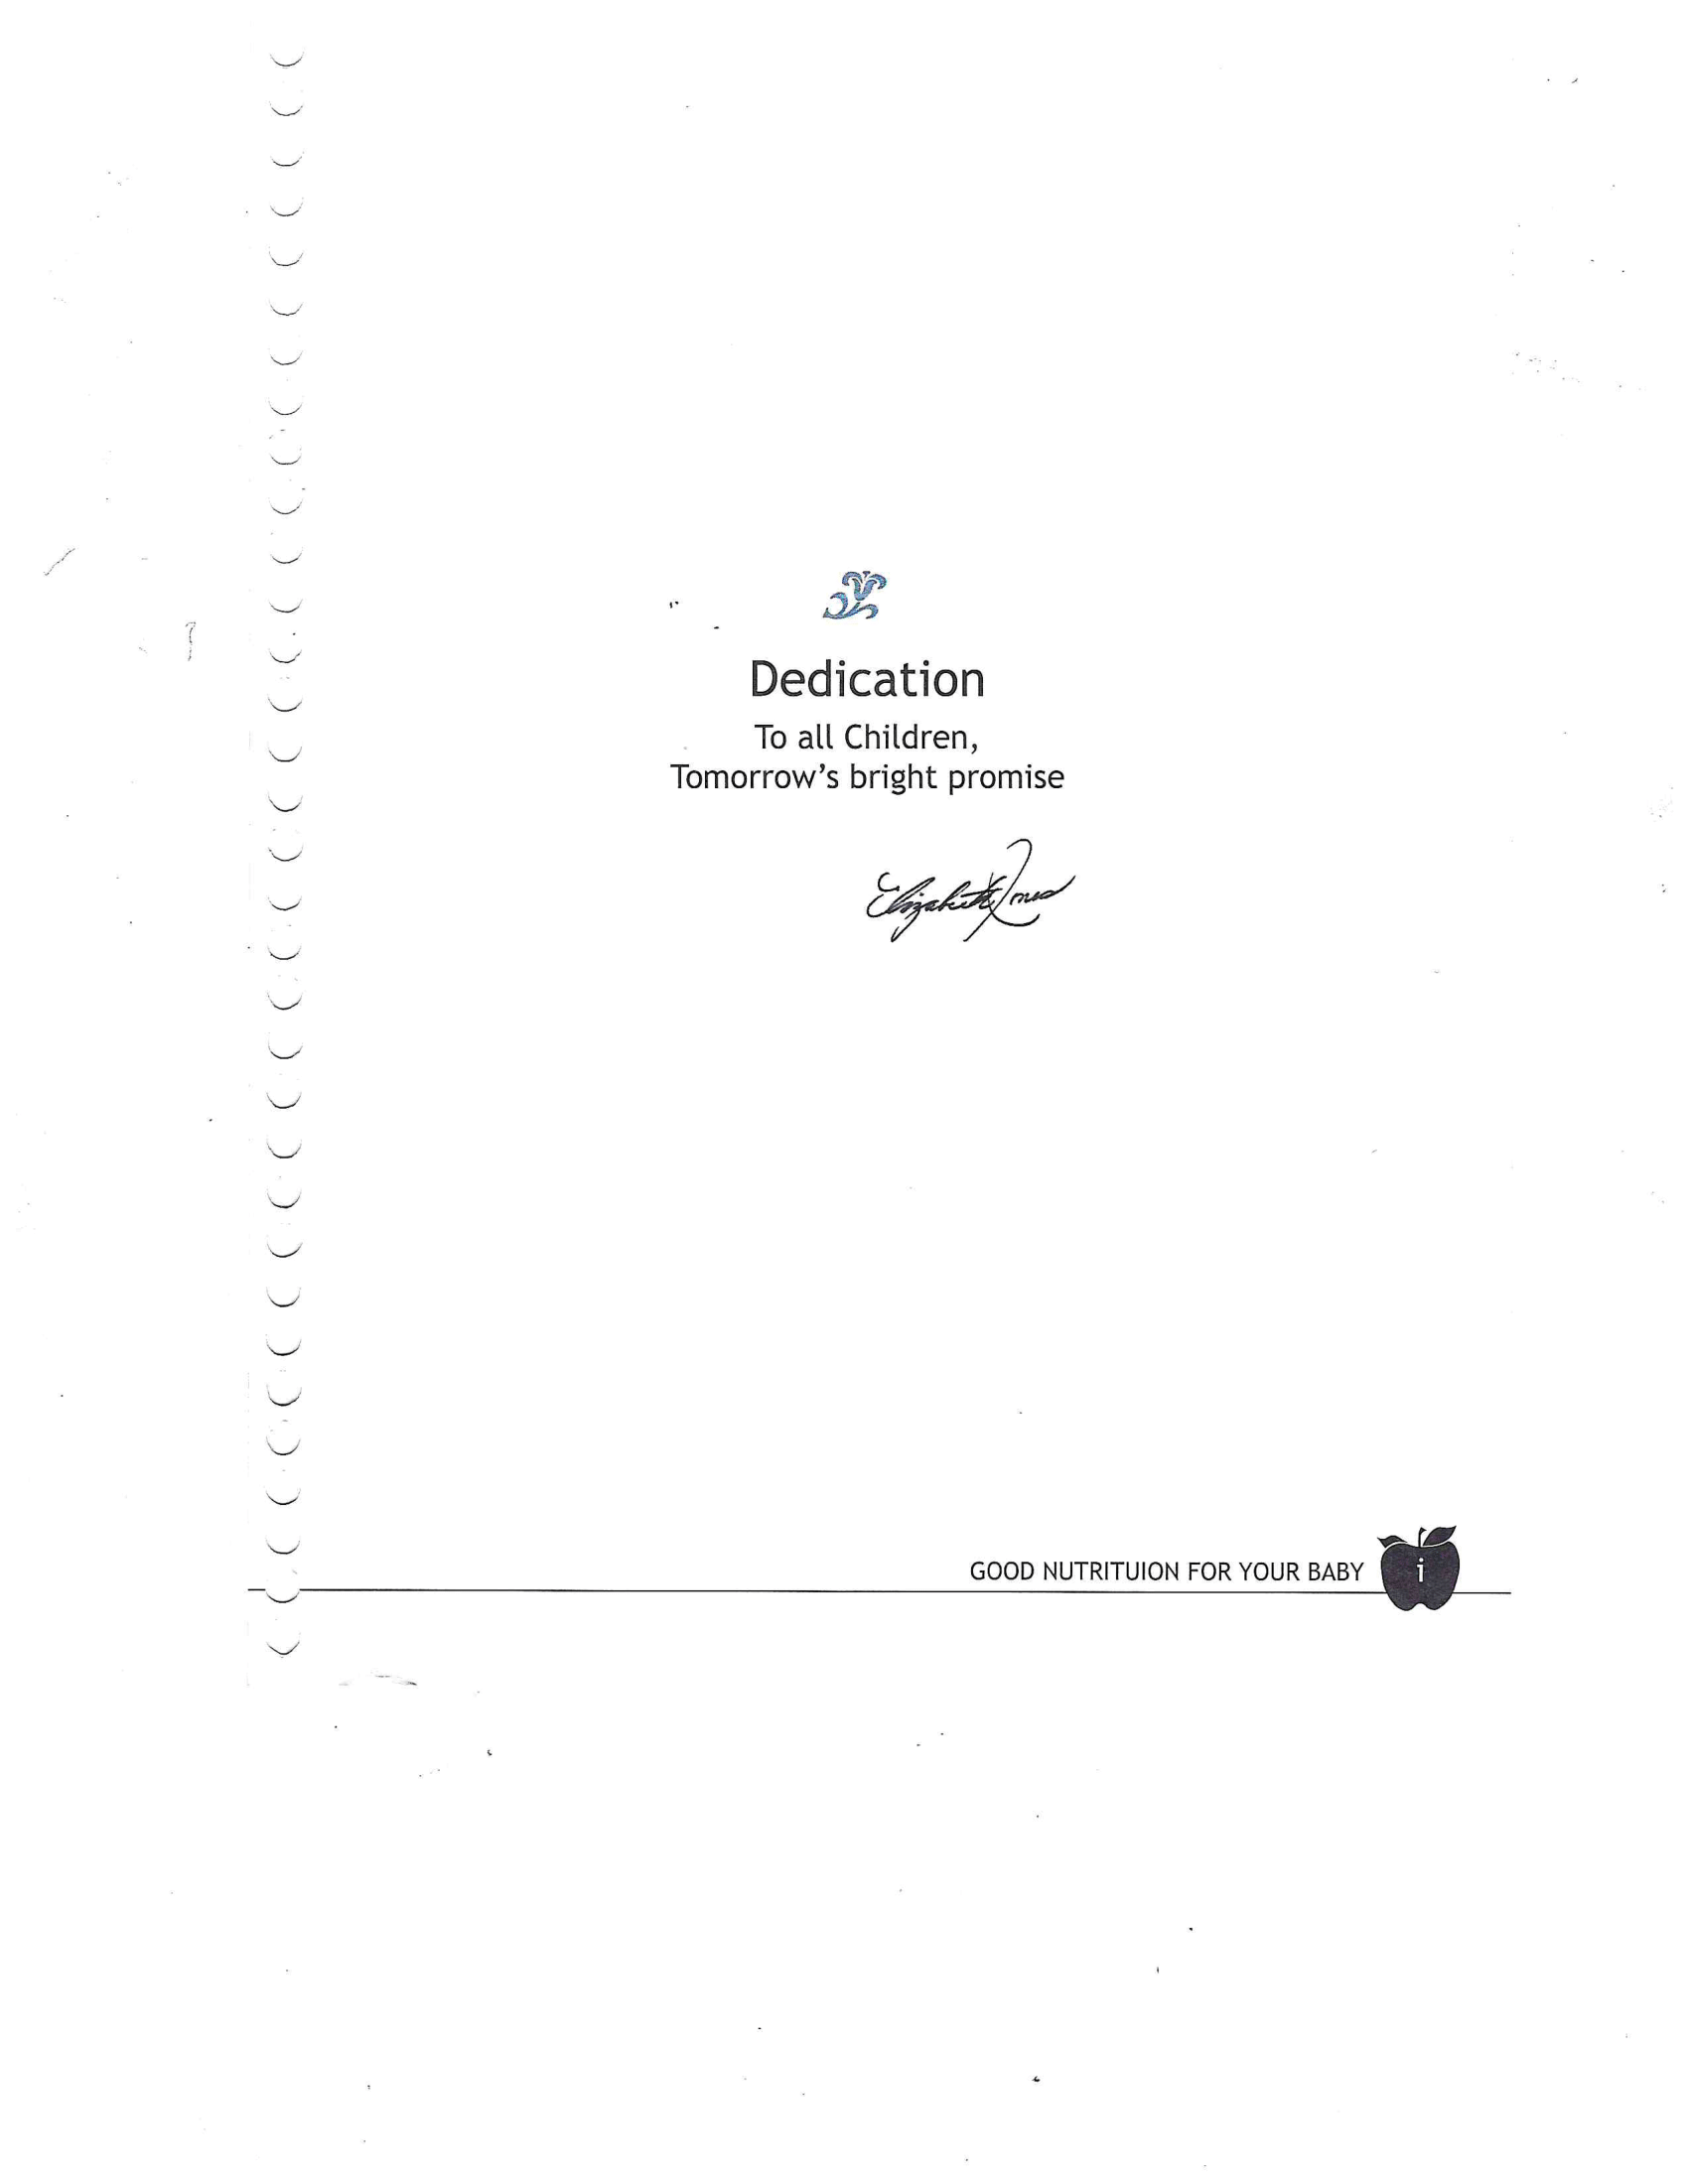 Dedication
To all Children,
Tomorrow's bright promise
Elizabeth Jones
GOOD NUTRITUION FOR YOUR BABY
i